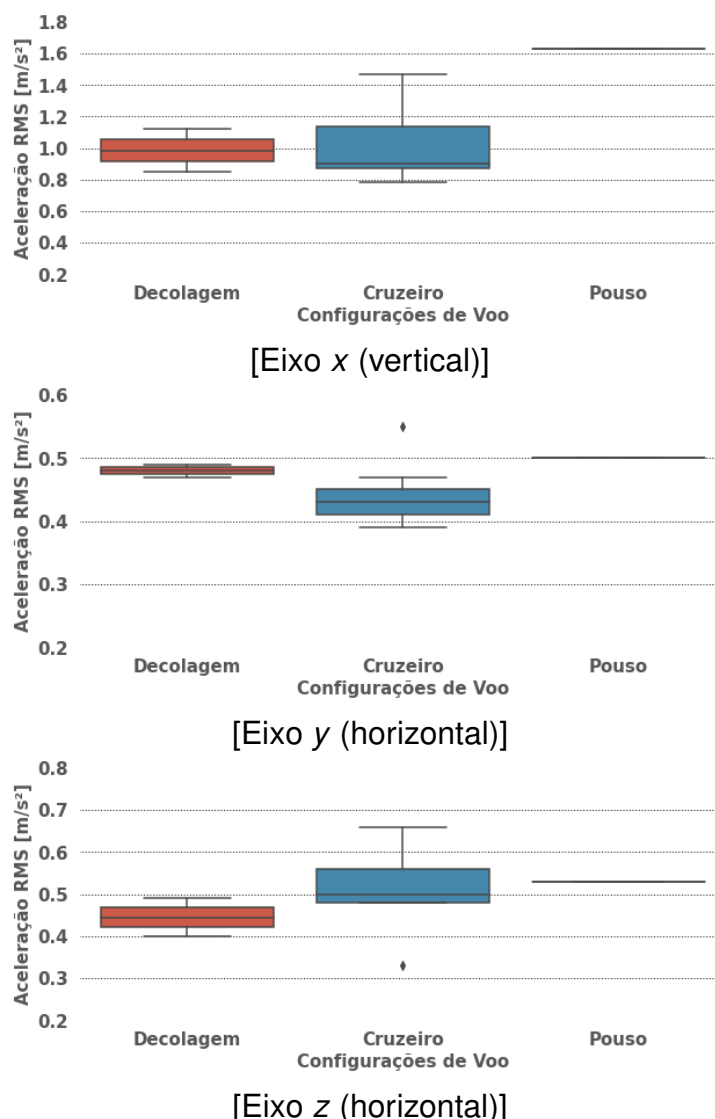 1.8
1.6
1.4
1.2
1.0
0.8
0.6
0.4
0.2
Aceleração RMS [m/s²]
Decolagem Cruzeiro Pouso
Configurações de Voo
[Eixo x (vertical)]
0.6
0.5
0.4
0.3
0.2
Aceleração RMS [m/s²]
Decolagem Cruzeiro Pouso
Configurações de Voo
[Eixo y (horizontal)]
0.8
0.7
0.6
0.5
0.4
0.3
0.2
Aceleração RMS [m/s²]
Decolagem Cruzeiro Pouso
Configurações de Voo
[Eixo z (horizontal)]